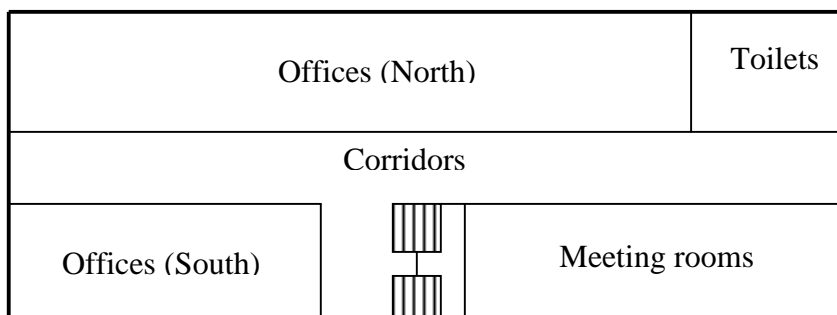 Offices (North)
Toilets
Corridors
Offices (South)
Meeting rooms